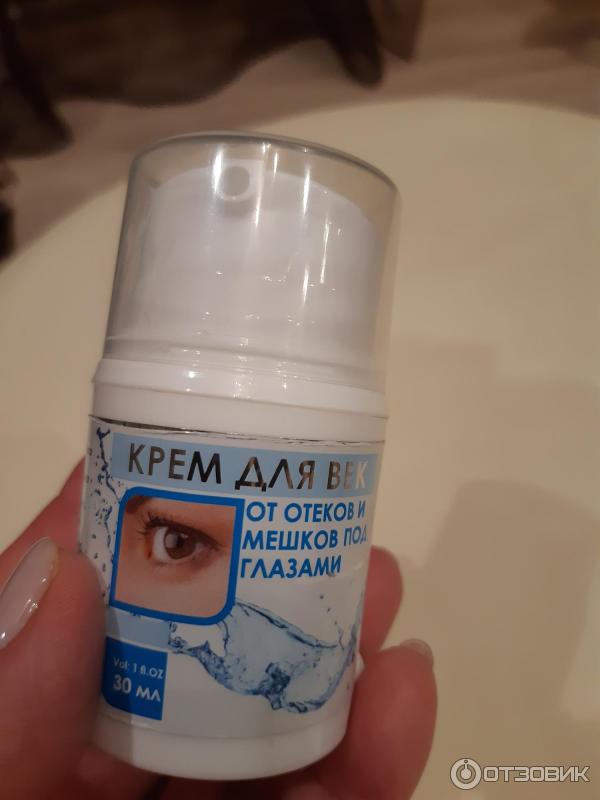 КРЕМ ДЛЯ ВЕК
ОТ ОТЕКОВ И
МЕШКОВ ПОД
ГЛАЗАМИ
Vol: 1 fl.OZ
30 МЛ
ОТЗОВИК